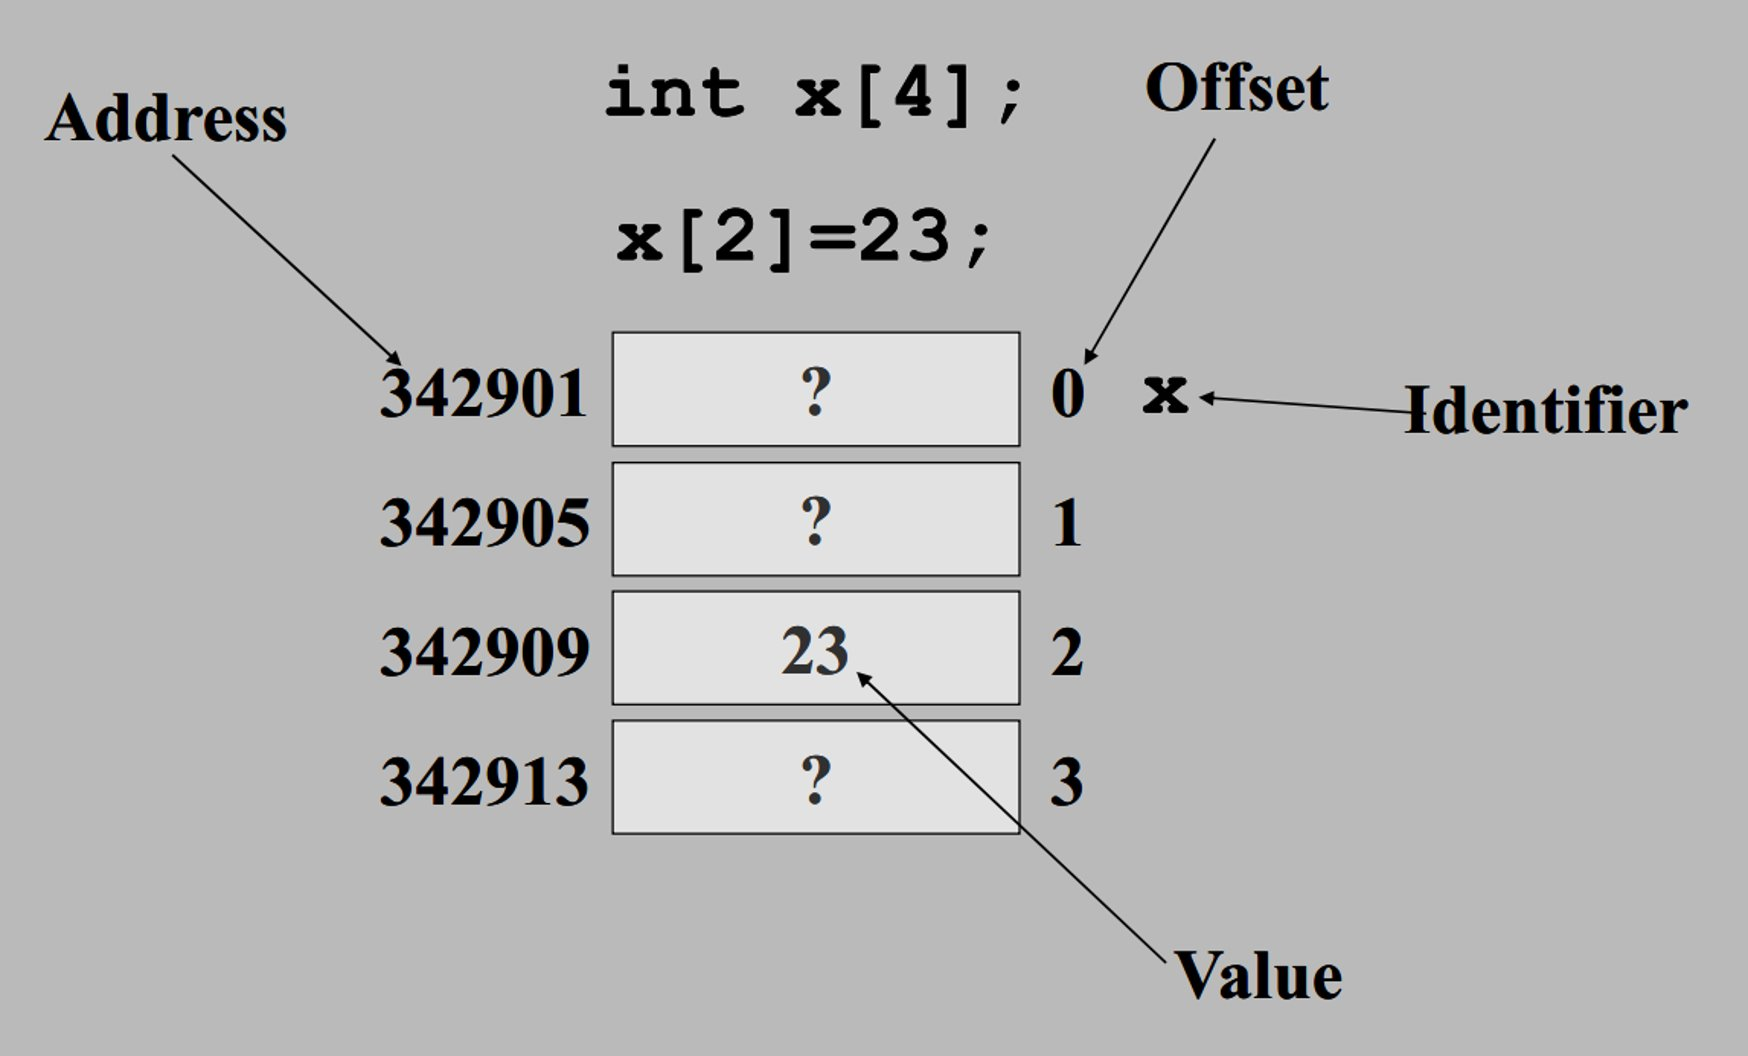 int x[4];
Offset
Address
x[2]=23;
342901 ? 0 x
Identifier
342905 ? 1
342909 23 2
342913 ? 3
Value